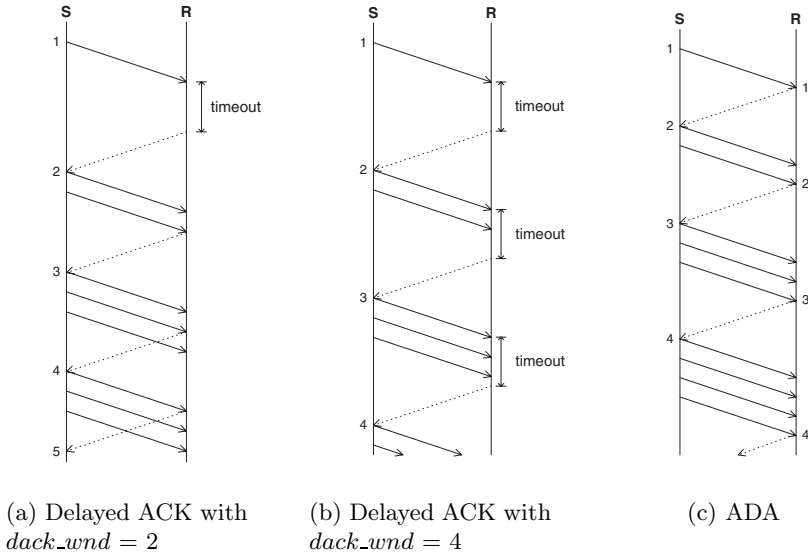 S R
1
timeout
2
3
4
5
(a) Delayed ACK with
dack_wnd = 2
S R
1
timeout
2
timeout
3
timeout
4
(b) Delayed ACK with
dack_wnd = 4
S R
1
1
2
2
3
3
4
4
(c) ADA